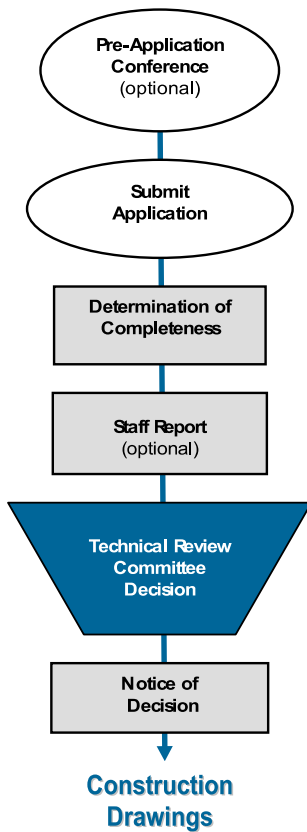 Pre-Application
Conference
(optional)
Submit
Application
Determination of
Completeness
Staff Report
(optional)
Technical Review
Committee
Decision
Notice of
Decision
Construction
Drawings